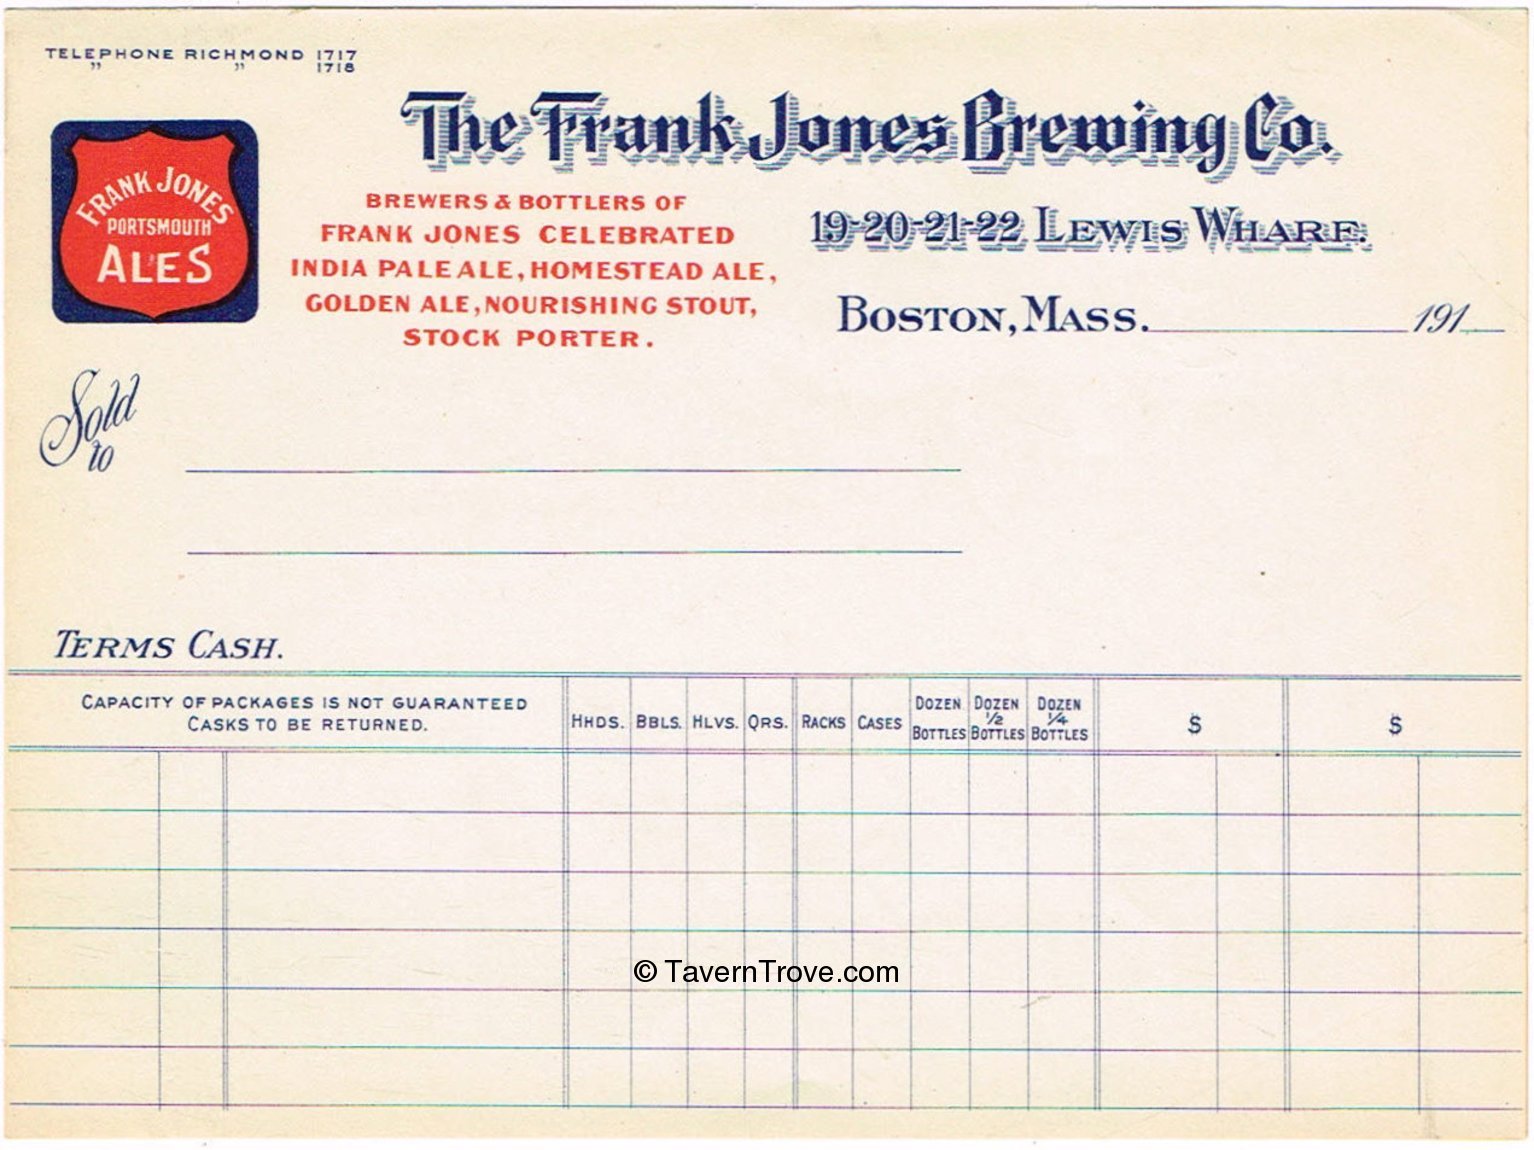 TELEPHONE RICHMOND 1717
" " 1718
FRANK JONES
PORTSMOUTH
ALES
The Frank Jones Brewing Co.
BREWERS & BOTTLERS OF
FRANK JONES CELEBRATED
INDIA PALE ALE, HOMESTEAD ALE,
GOLDEN ALE, NOURISHING STOUT,
STOCK PORTER.
19-20-21-22 LEWIS WHARF.
BOSTON, MASS. 191
Sold
to
TERMS CASH.
CAPACITY OF PACKAGES IS NOT GUARANTEED
CASKS TO BE RETURNED.
HHDS. BBLS. HLVS. QRS. RACKS CASES DOZEN BOTTLES DOZEN 1/2 BOTTLES DOZEN 1/4 BOTTLES $ $
© TavernTrove.com